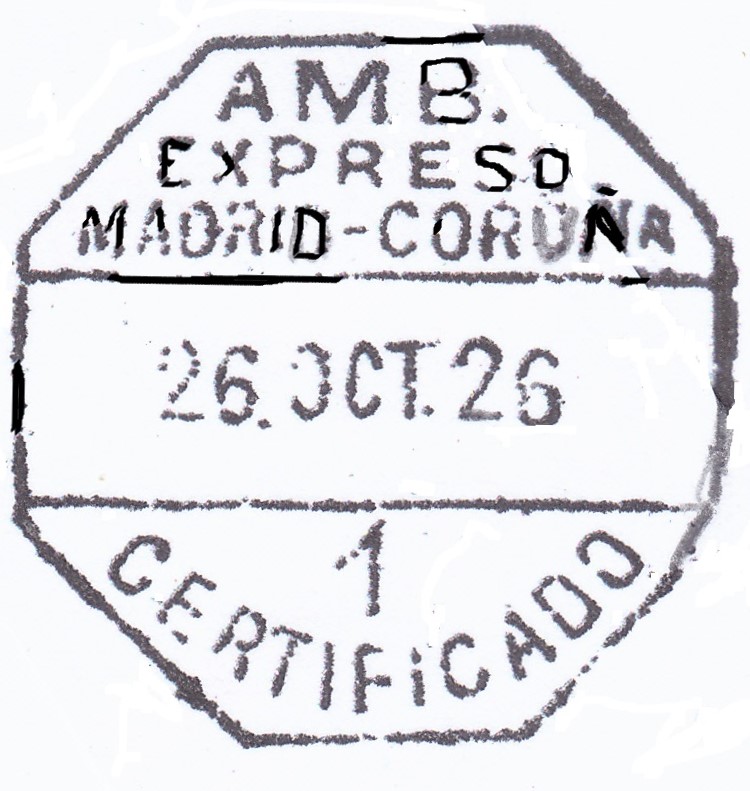 AMB.
EXPRESO
MADRID-CORUÑA
26.OCT.26
1
CERTIFICADO